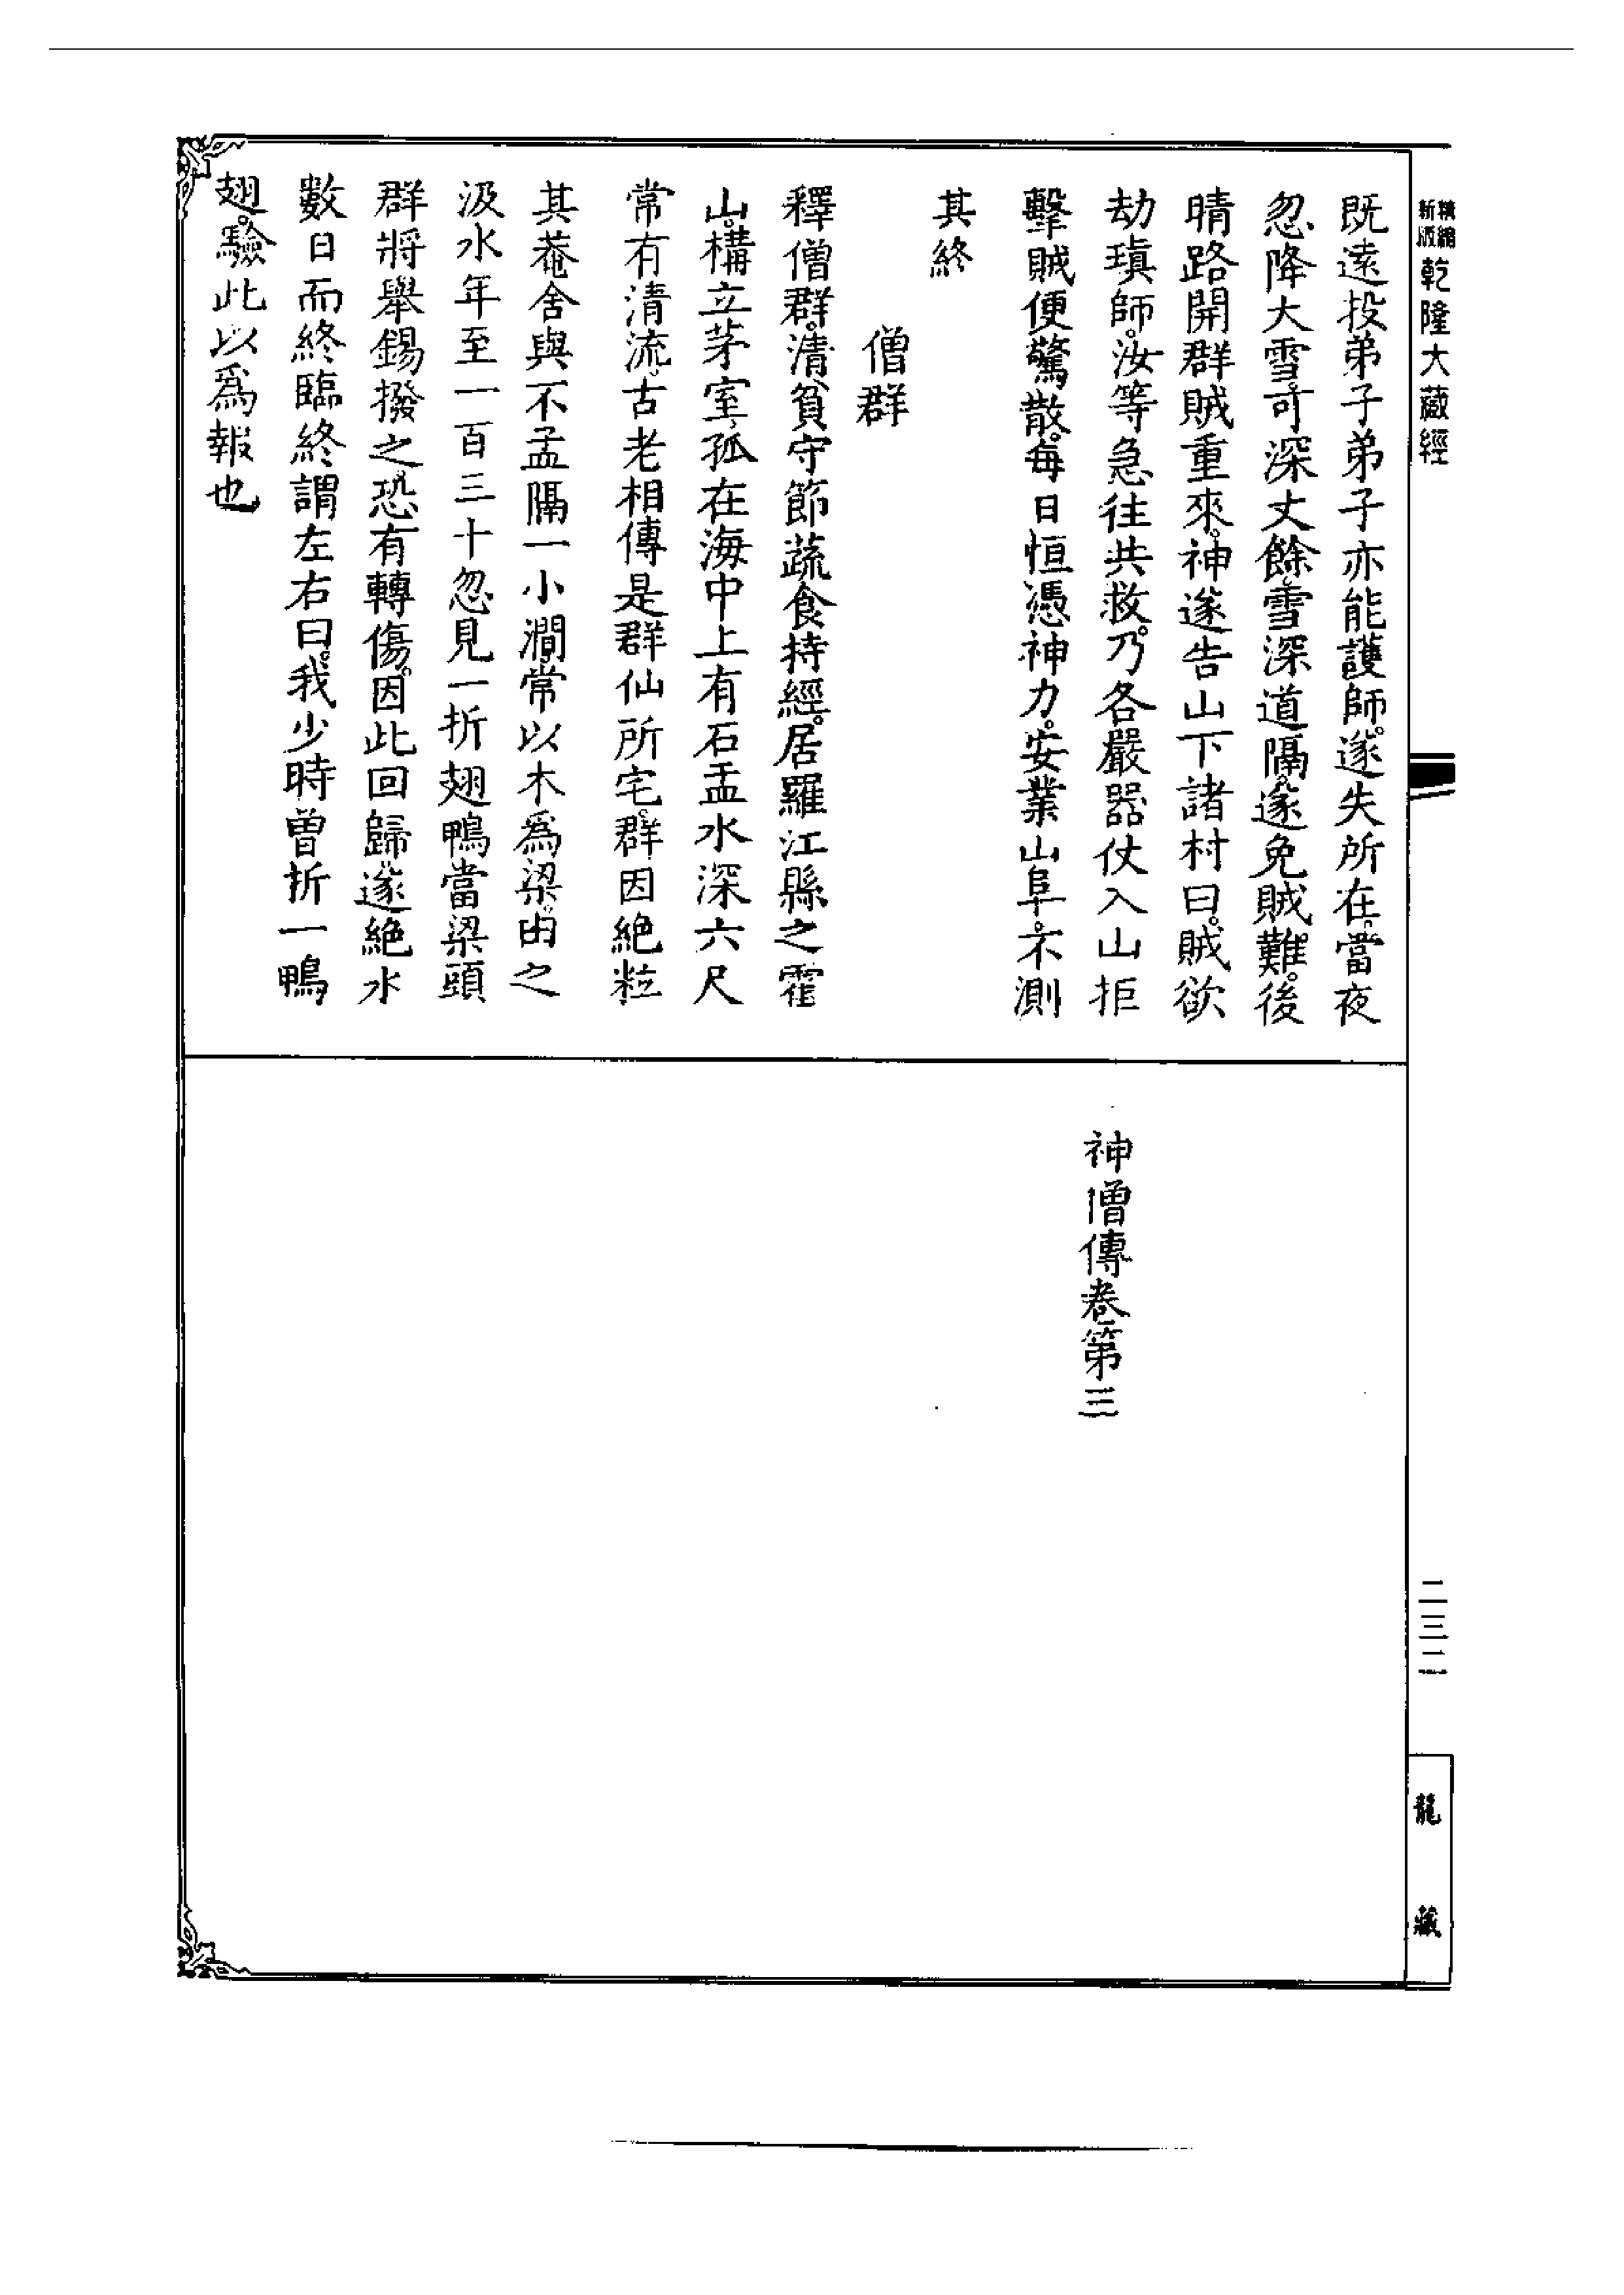 精縮
新版
乾隆大藏經
既遠投弟子弟子亦能護師。遂失所在。當夜
忽降大雪。可深丈餘。雪深道隔。遂免賊難。後
晴路開群賊重來。神遂告山下諸村曰。賊欲
劫瑱師。汝等急往共救。乃各嚴器仗入山拒
擊賊便驚散。每日恒憑神力。安業山阜。不測
其終
僧群
釋僧群。清貧守節蔬食持經。居羅江縣之霍
山。構立茅室。孤在海中上有石盂水深六尺
常有清流。古老相傳是群仙所宅。群因絕粒
其菴舍與不盂隔一小澗。常以木為梁。由之
汲水年至一百三十忽見一折翅鴨當梁頭
群將舉錫撥之。恐有轉傷。因此回歸遂絕水
數日而終臨終謂左右曰。我少時曾折一鴨
翅。驗此以為報也
神僧傳卷第三
二三二
龍藏